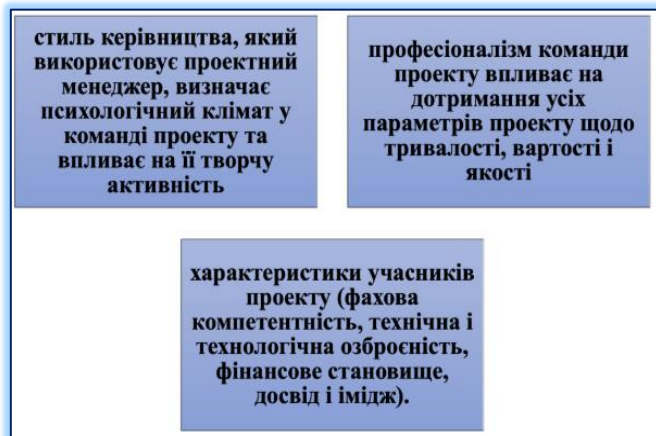 стиль керівництва, який
використовує проектний
менеджер, визначає
психологічний клімат у
команді проекту та
впливає на її творчу
активність
професіоналізм команди
проекту впливає на
дотримання усіх
параметрів проекту щодо
тривалості, вартості і
якості
характеристики учасників
проекту (фахова
компетентність, технічна і
технологічна озброєність,
фінансове становище,
досвід і імідж).